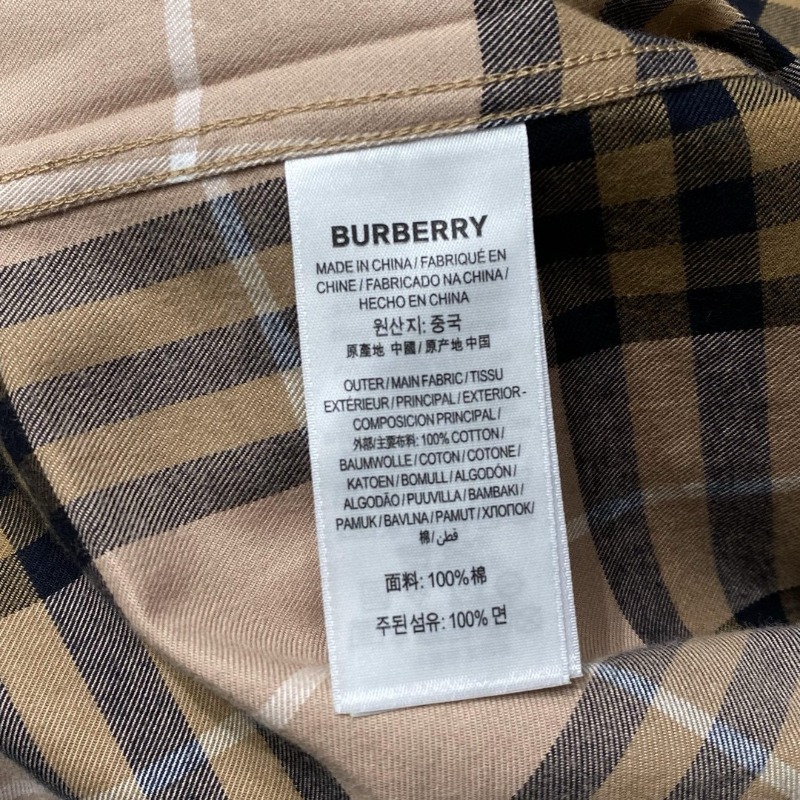 BURBERRY
MADE IN CHINA / FABRIQUÉ EN
CHINE / FABRICADO NA CHINA /
HECHO EN CHINA
원산지: 중국
原產地 中國 / 原产地 中国
OUTER / MAIN FABRIC / TISSU
EXTÉRIEUR / PRINCIPAL / EXTERIOR -
COMPOSICIÓN PRINCIPAL /
外部/主要布料: 100% COTTON /
BAUMWOLLE / COTON / COTONE /
KATOEN / BOMULL / ALGODÓN /
ALGODÃO / PUUVILLA / BAMBAKI /
PAMUK / BAVLNA / PAMUT / ХЛОПОК/
棉 / قطن
面料: 100%棉
주된 섬유: 100% 면